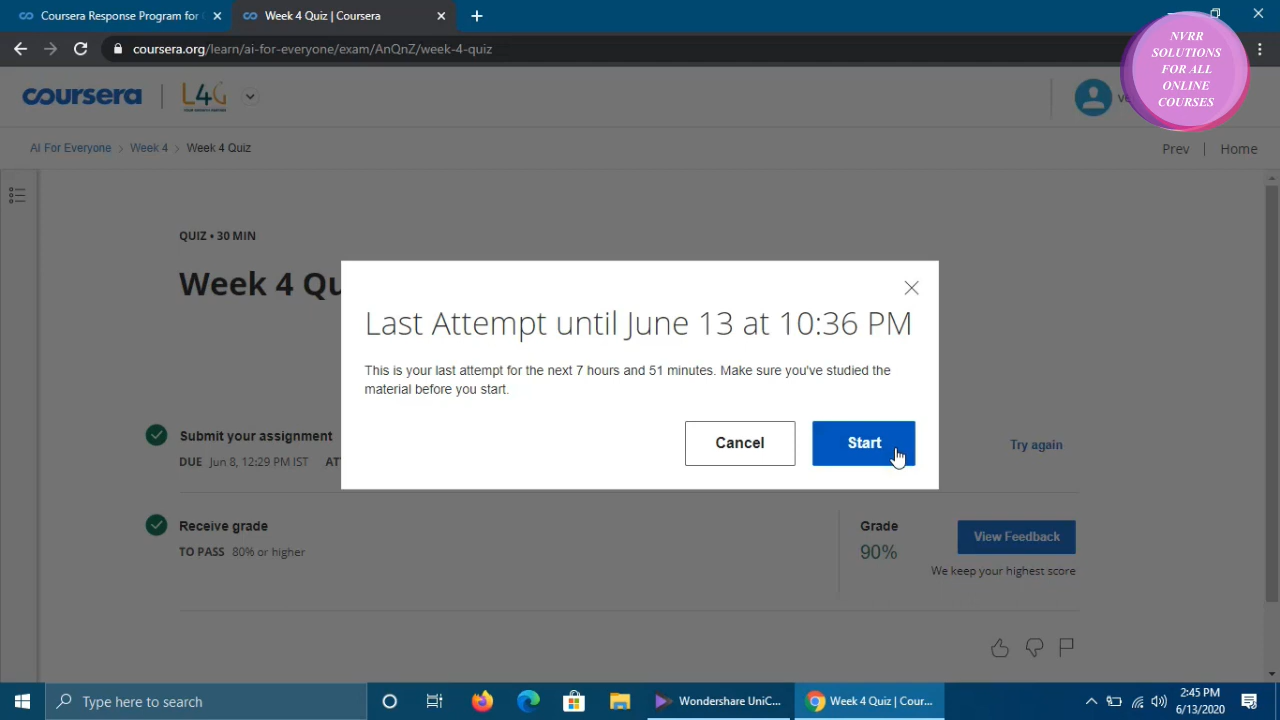 Coursera Response Program for
Week 4 Quiz | Coursera
coursera.org/learn/ai-for-everyone/exam/AnQnZ/week-4-quiz
NVRR
SOLUTIONS
FOR ALL
ONLINE
COURSES
coursera
L4G
AI For Everyone > Week 4 > Week 4 Quiz
Prev | Home
QUIZ • 30 MIN
Week 4 Qu
Last Attempt until June 13 at 10:36 PM
This is your last attempt for the next 7 hours and 51 minutes. Make sure you've studied the
material before you start.
Cancel
Start
Submit your assignment
DUE Jun 8, 12:29 PM IST
Try again
Receive grade
TO PASS 80% or higher
Grade
90%
View Feedback
We keep your highest score
Type here to search
Wondershare UniC...
Week 4 Quiz | Cour...
2:45 PM
6/13/2020